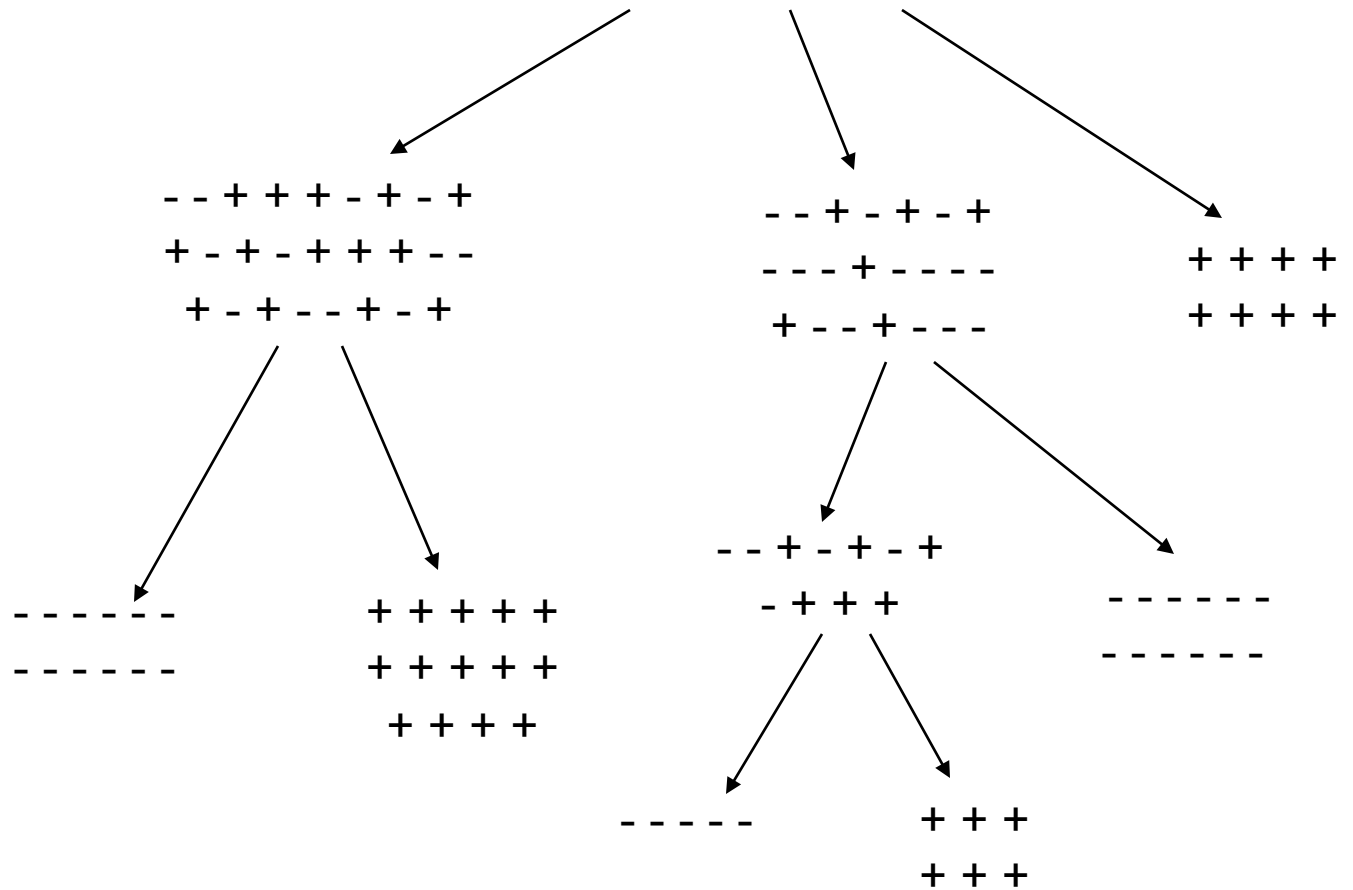 - - + + + - + - +
+ - + - + + + - -
+ - + - - + - +
- - + - + - +
- - - + - - - -
+ - - + - - -
+ + + +
+ + + +
- - - - - -
- - - - - -
+ + + + +
+ + + + +
+ + + +
- - + - + - +
- + + +
- - - - - -
- - - - - -
- - - - -
+ + +
+ + +